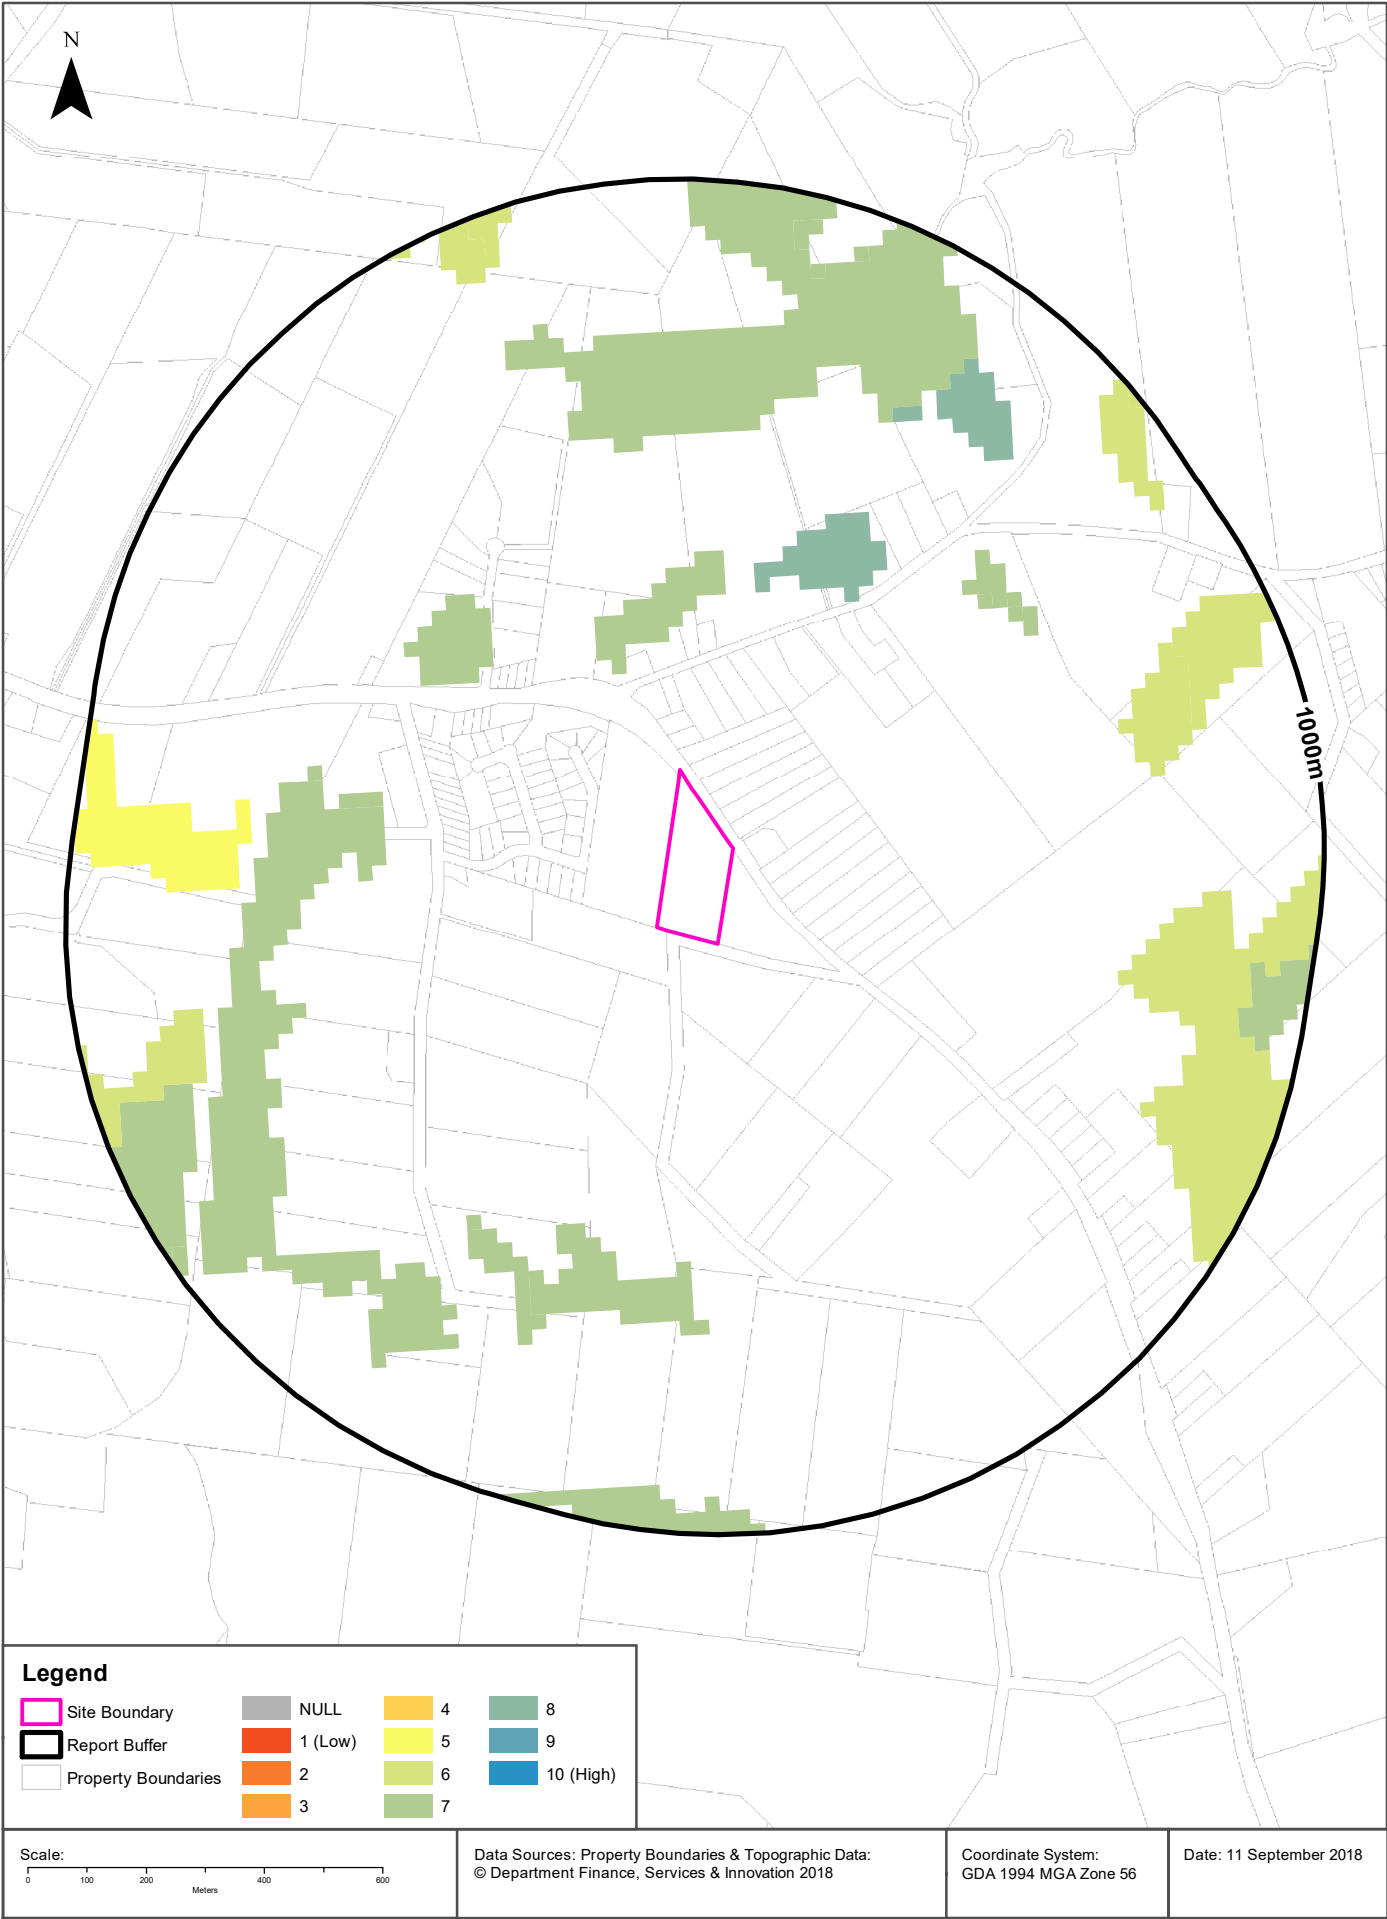 N
1000m
Legend
Site Boundary
Report Buffer
Property Boundaries
NULL
1 (Low)
2
3
4
5
6
7
8
9
10 (High)
Scale:
0 100 200 400 600
Meters
Data Sources: Property Boundaries & Topographic Data:
© Department Finance, Services & Innovation 2018
Coordinate System:
GDA 1994 MGA Zone 56
Date: 11 September 2018